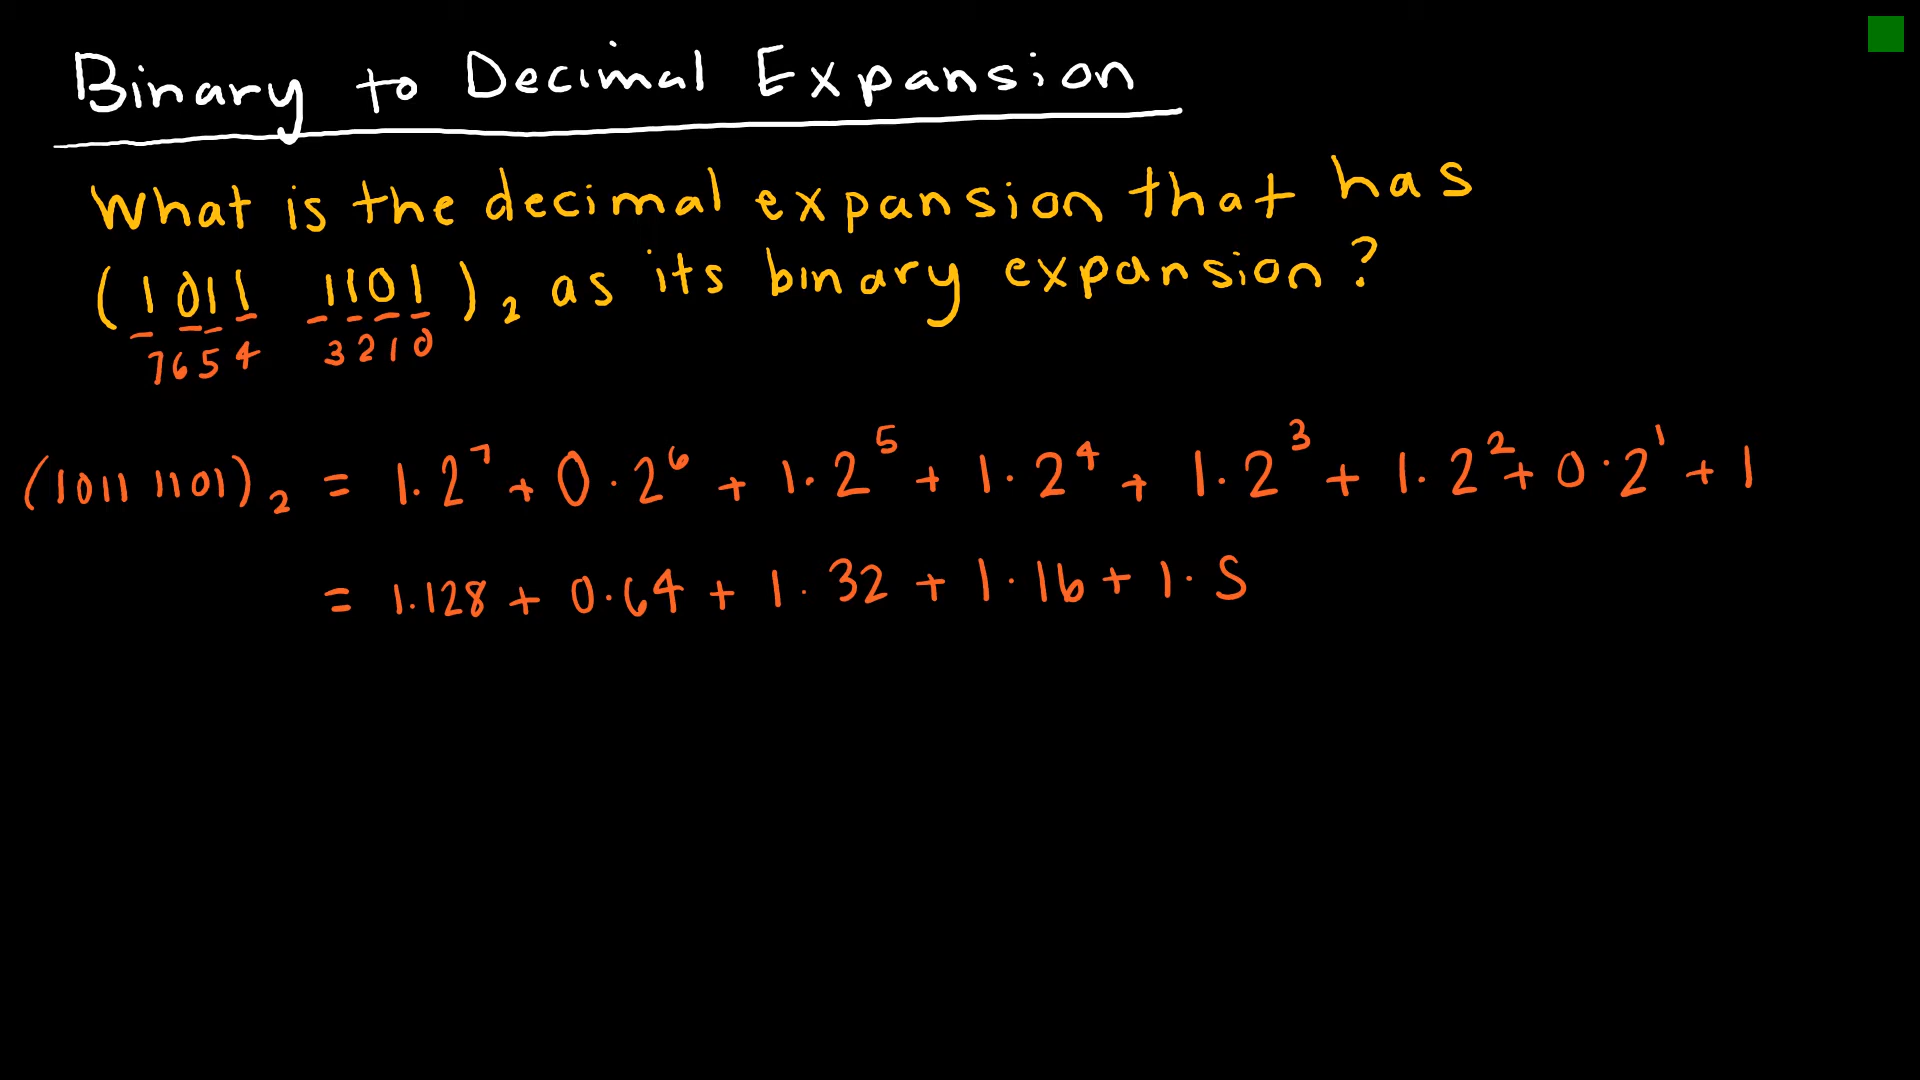 Binary to Decimal Expansion
What is the decimal expansion that has
(1011 1101)₂ as its binary expansion?
7654 3210
(1011 1101)₂ = 1·2⁷ + 0·2⁶ + 1·2⁵ + 1·2⁴ + 1·2³ + 1·2² + 0·2¹ + 1
= 1·128 + 0·64 + 1·32 + 1·16 + 1·S